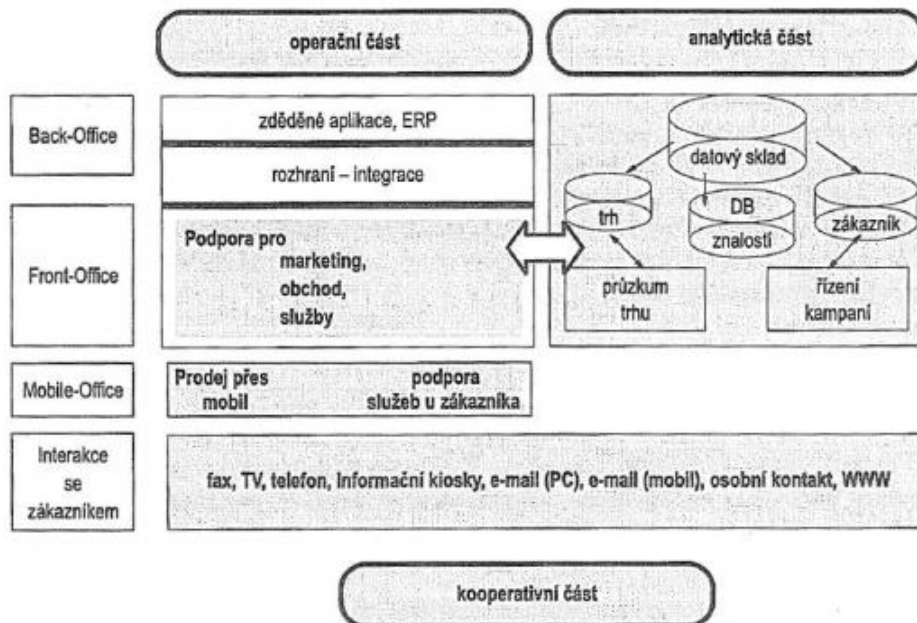 operační část
analytická část
Back-Office
zděděné aplikace, ERP
rozhraní – integrace
datový sklad
trh
DB
znalostí
zákazník
Front-Office
Podpora pro
marketing,
obchod,
služby
průzkum
trhu
řízení
kampaní
Mobile-Office
Prodej přes
mobil
podpora
služeb u zákazníka
Interakce
se
zákazníkem
fax, TV, telefon, Informační kiosky, e-mail (PC), e-mail (mobil), osobní kontakt, WWW
kooperativní část